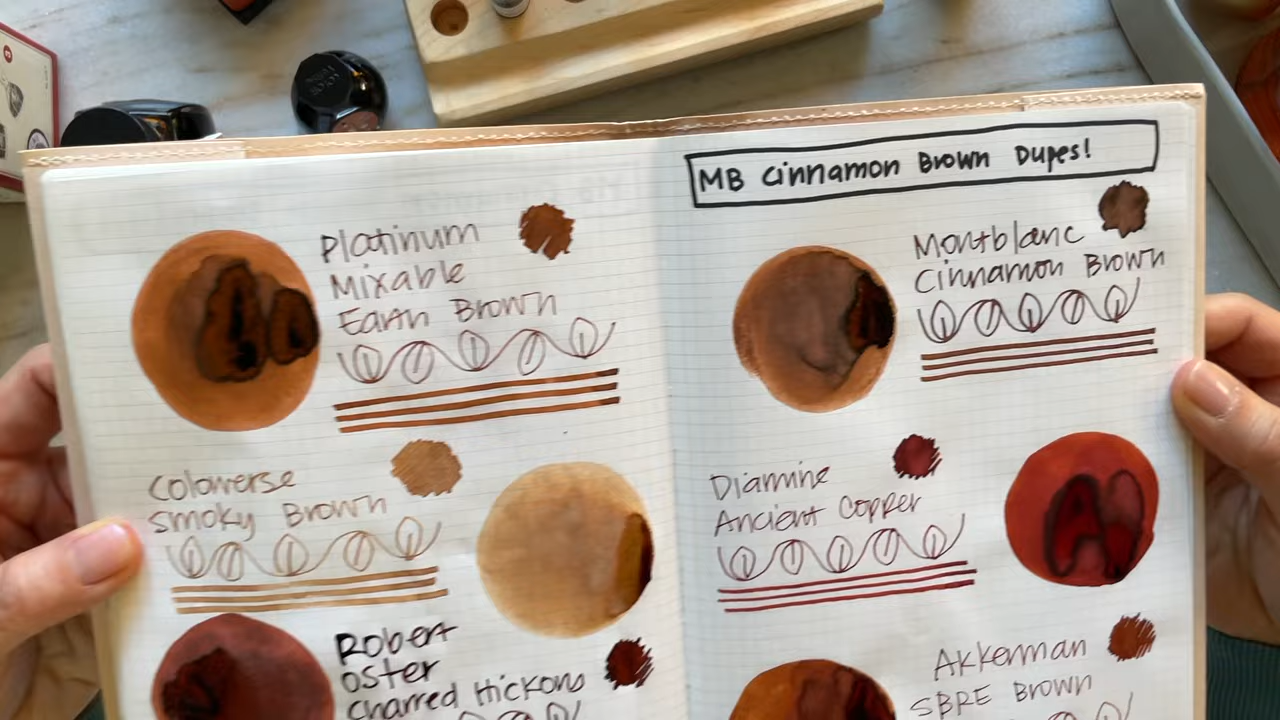 Platinum
Mixable
Earth Brown
Colorverse
Smoky Brown
Robert
Oster
Charred Hickory
MB Cinnamon Brown Dupes!
Montblanc
Cinnamon Brown
Diamine
Ancient Copper
Akkerman
SBRE Brown